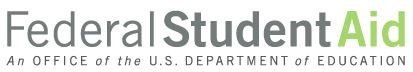 Federal Student Aid
An OFFICE of the U.S. DEPARTMENT of EDUCATION